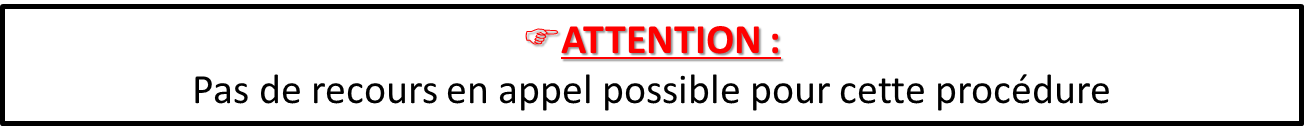 ☞ATTENTION :
Pas de recours en appel possible pour cette procédure